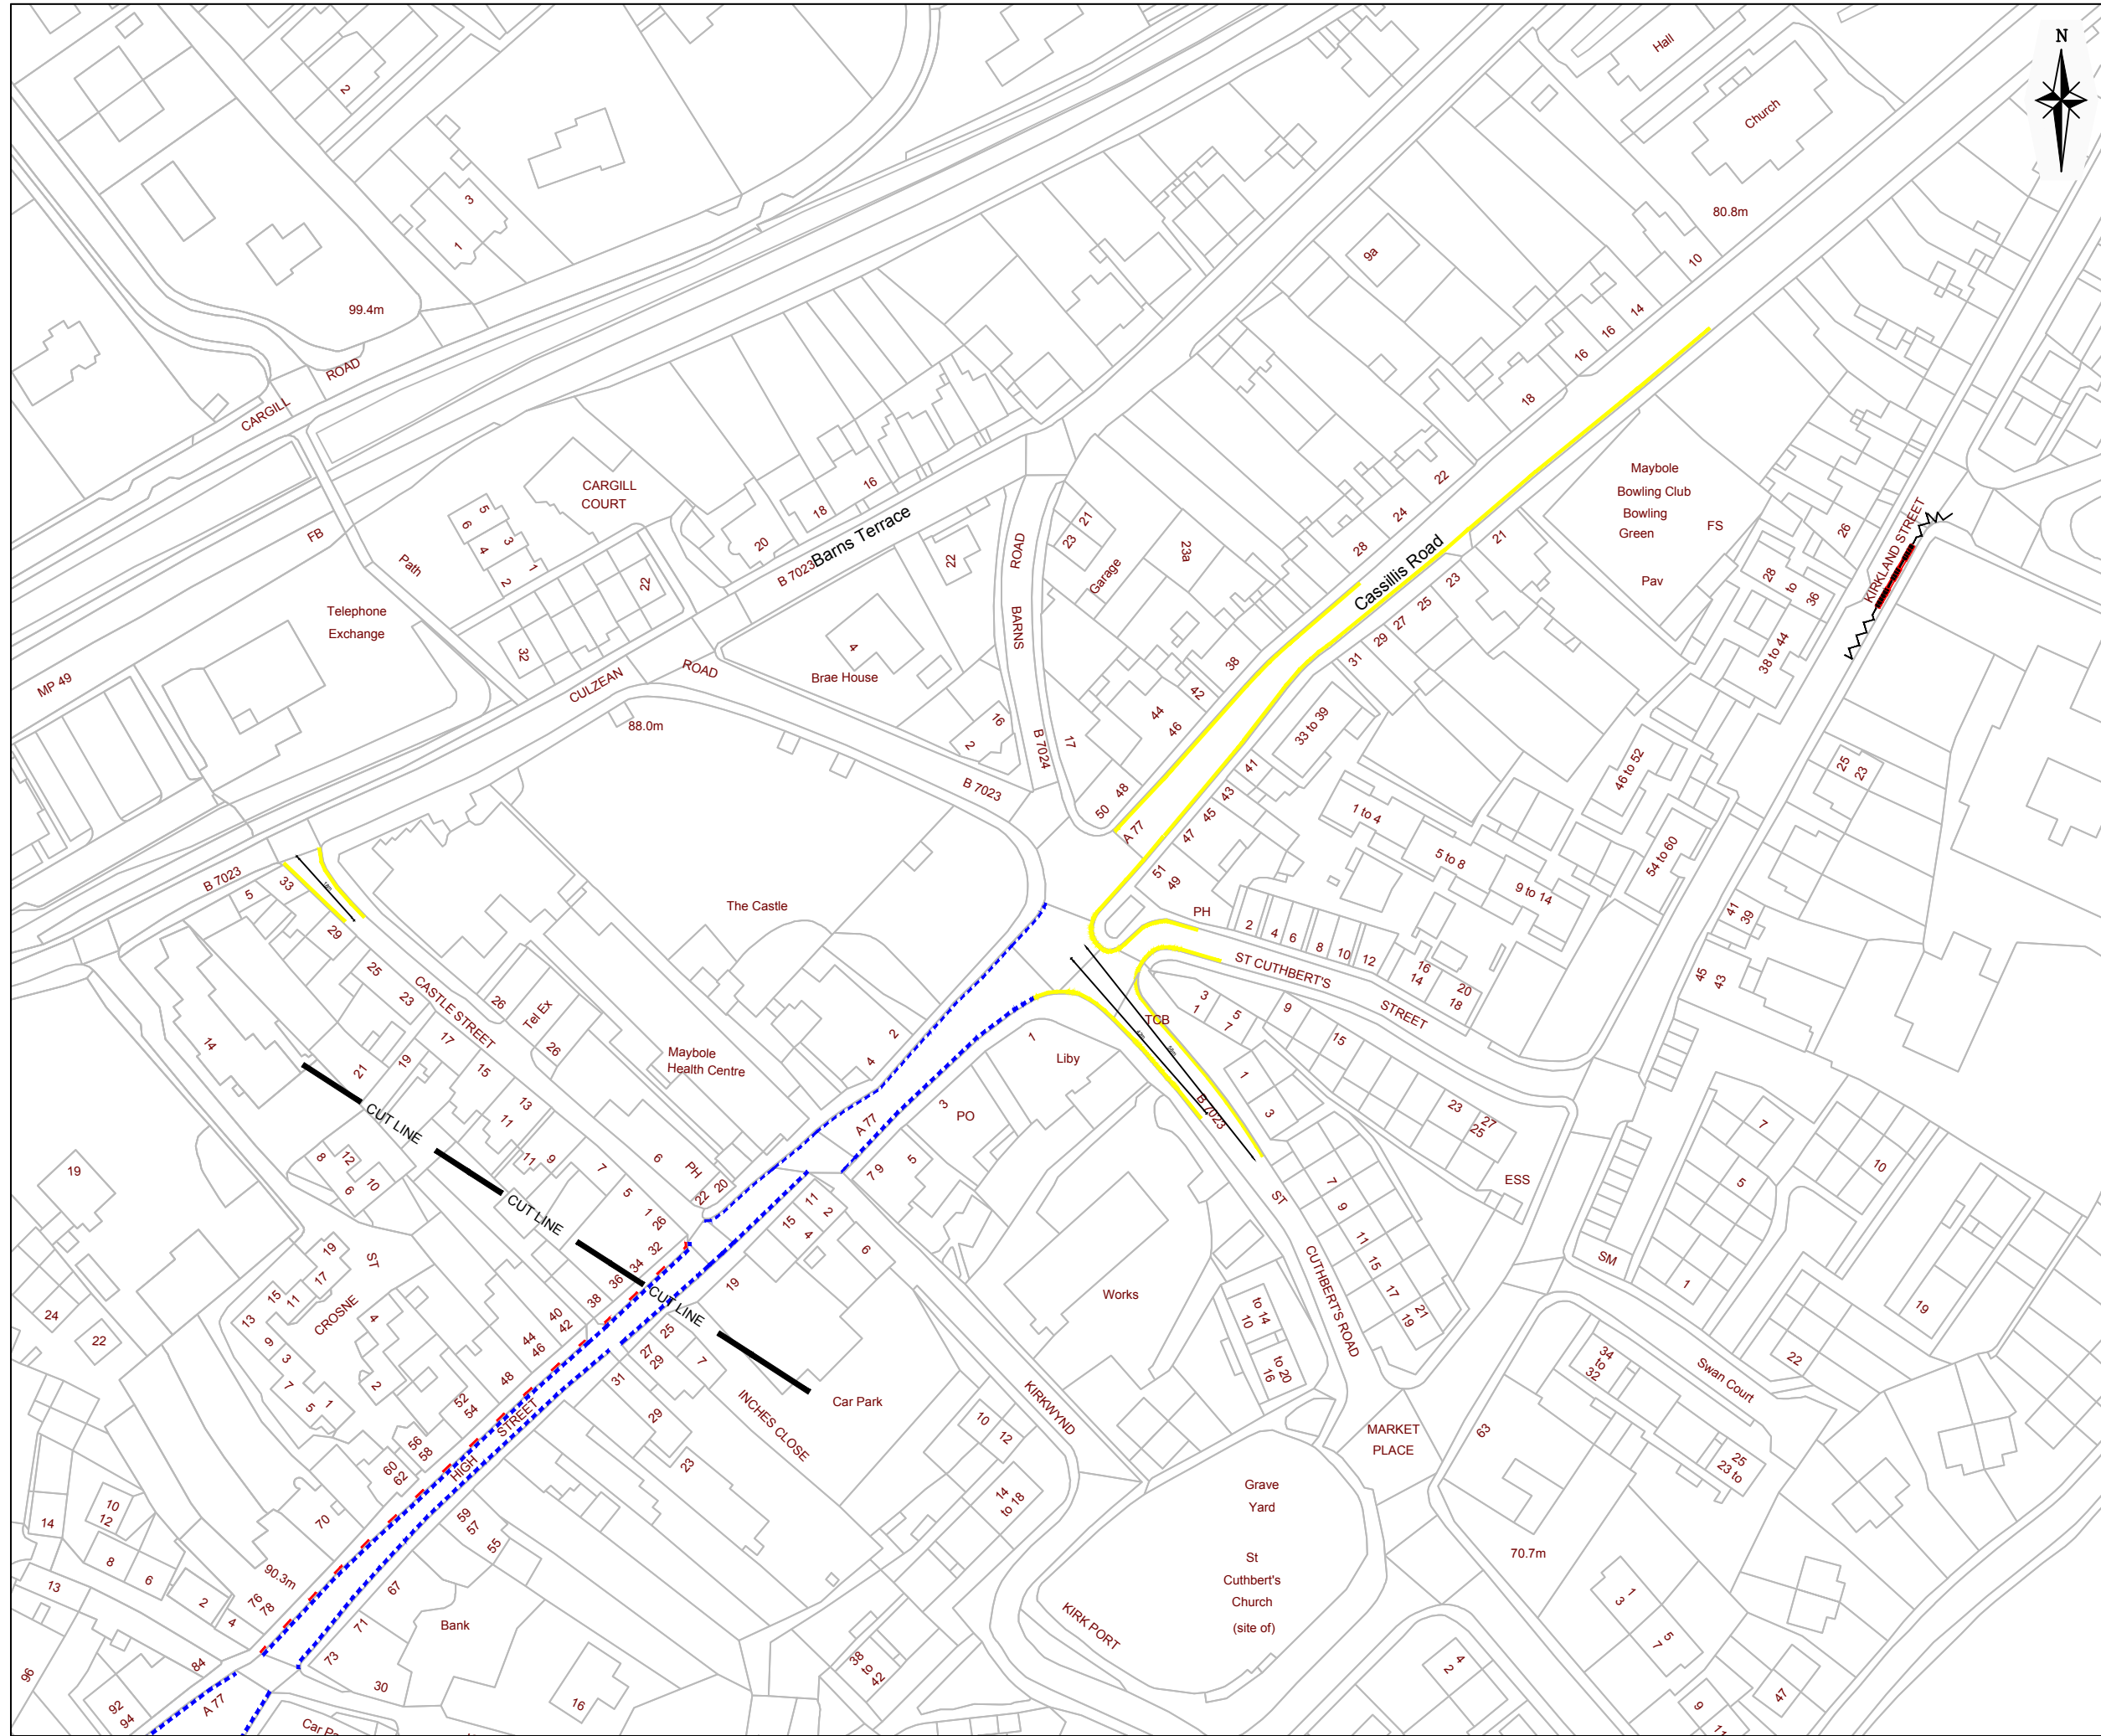 N
Hall
2
Church
3
1
80.8m
9a
10
99.4m
14
16
16
ROAD
18
CARGILL
Maybole
Bowling Club
Bowling
Green
FS
Pav
22
24
28
21
23
25
27
29
31
Cassillis Road
26
28
to
36
KIRKLAND STREET
38 to 44
CARGILL
COURT
16
18
20
Barns Terrace
B 7023
5
6
3
4
1
2
22
32
FB
Path
Telephone
Exchange
MP 49
CULZEAN
ROAD
88.0m
22
ROAD
BARNS
21
23
Garage
23a
4
Brae House
16
2
17
B 7024
B 7023
38
42
44
46
48
50
A 77
33 to 39
41
43
45
47
51
49
PH
1 to 4
5 to 8
9 to 14
46 to 52
54 to 60
25
23
41
39
45
43
B 7023
5
33
29
25
23
CASTLE STREET
26
Tel Ex
26
The Castle
17
15
13
11
19
21
14
11
9
7
5
1
26
6
PH
22
20
Maybole
Health Centre
2
4
2
4
6
8
10
12
16
14
20
18
ST CUTHBERT'S
STREET
3
1
5
7
9
15
TCB
1
Liby
3
PO
A 77
5
7 9
1
3
B 7023
23
27
25
ESS
7
5
10
SM
1
19
CUT LINE
CUT LINE
CUT LINE
8
12
6
10
19
24
22
ST
19
17
15
11
13
9
3
7
5
1
CROSNE
4
2
32
34
36
38
40
42
44
46
48
52
54
56
58
60
62
70
STREET
HIGH
11
2
15
4
6
19
25
27
29
31
7
29
23
INCHES CLOSE
Car Park
Works
ST
CUTHBERT'S ROAD
7
9
11
15
17
21
19
to 14
10
to 20
16
KIRKWYND
10
12
14
to 18
MARKET
PLACE
63
34
to
32
Swan Court
22
25
23 to
70.7m
Grave
Yard
St
Cuthbert's
Church
(site of)
KIRK PORT
38
to
42
1
3
5
7
4
2
9
11
47
59
57
55
67
71
73
Bank
30
16
90.3m
76
78
14
10
12
8
6
13
2
4
84
96
92
94
A 77